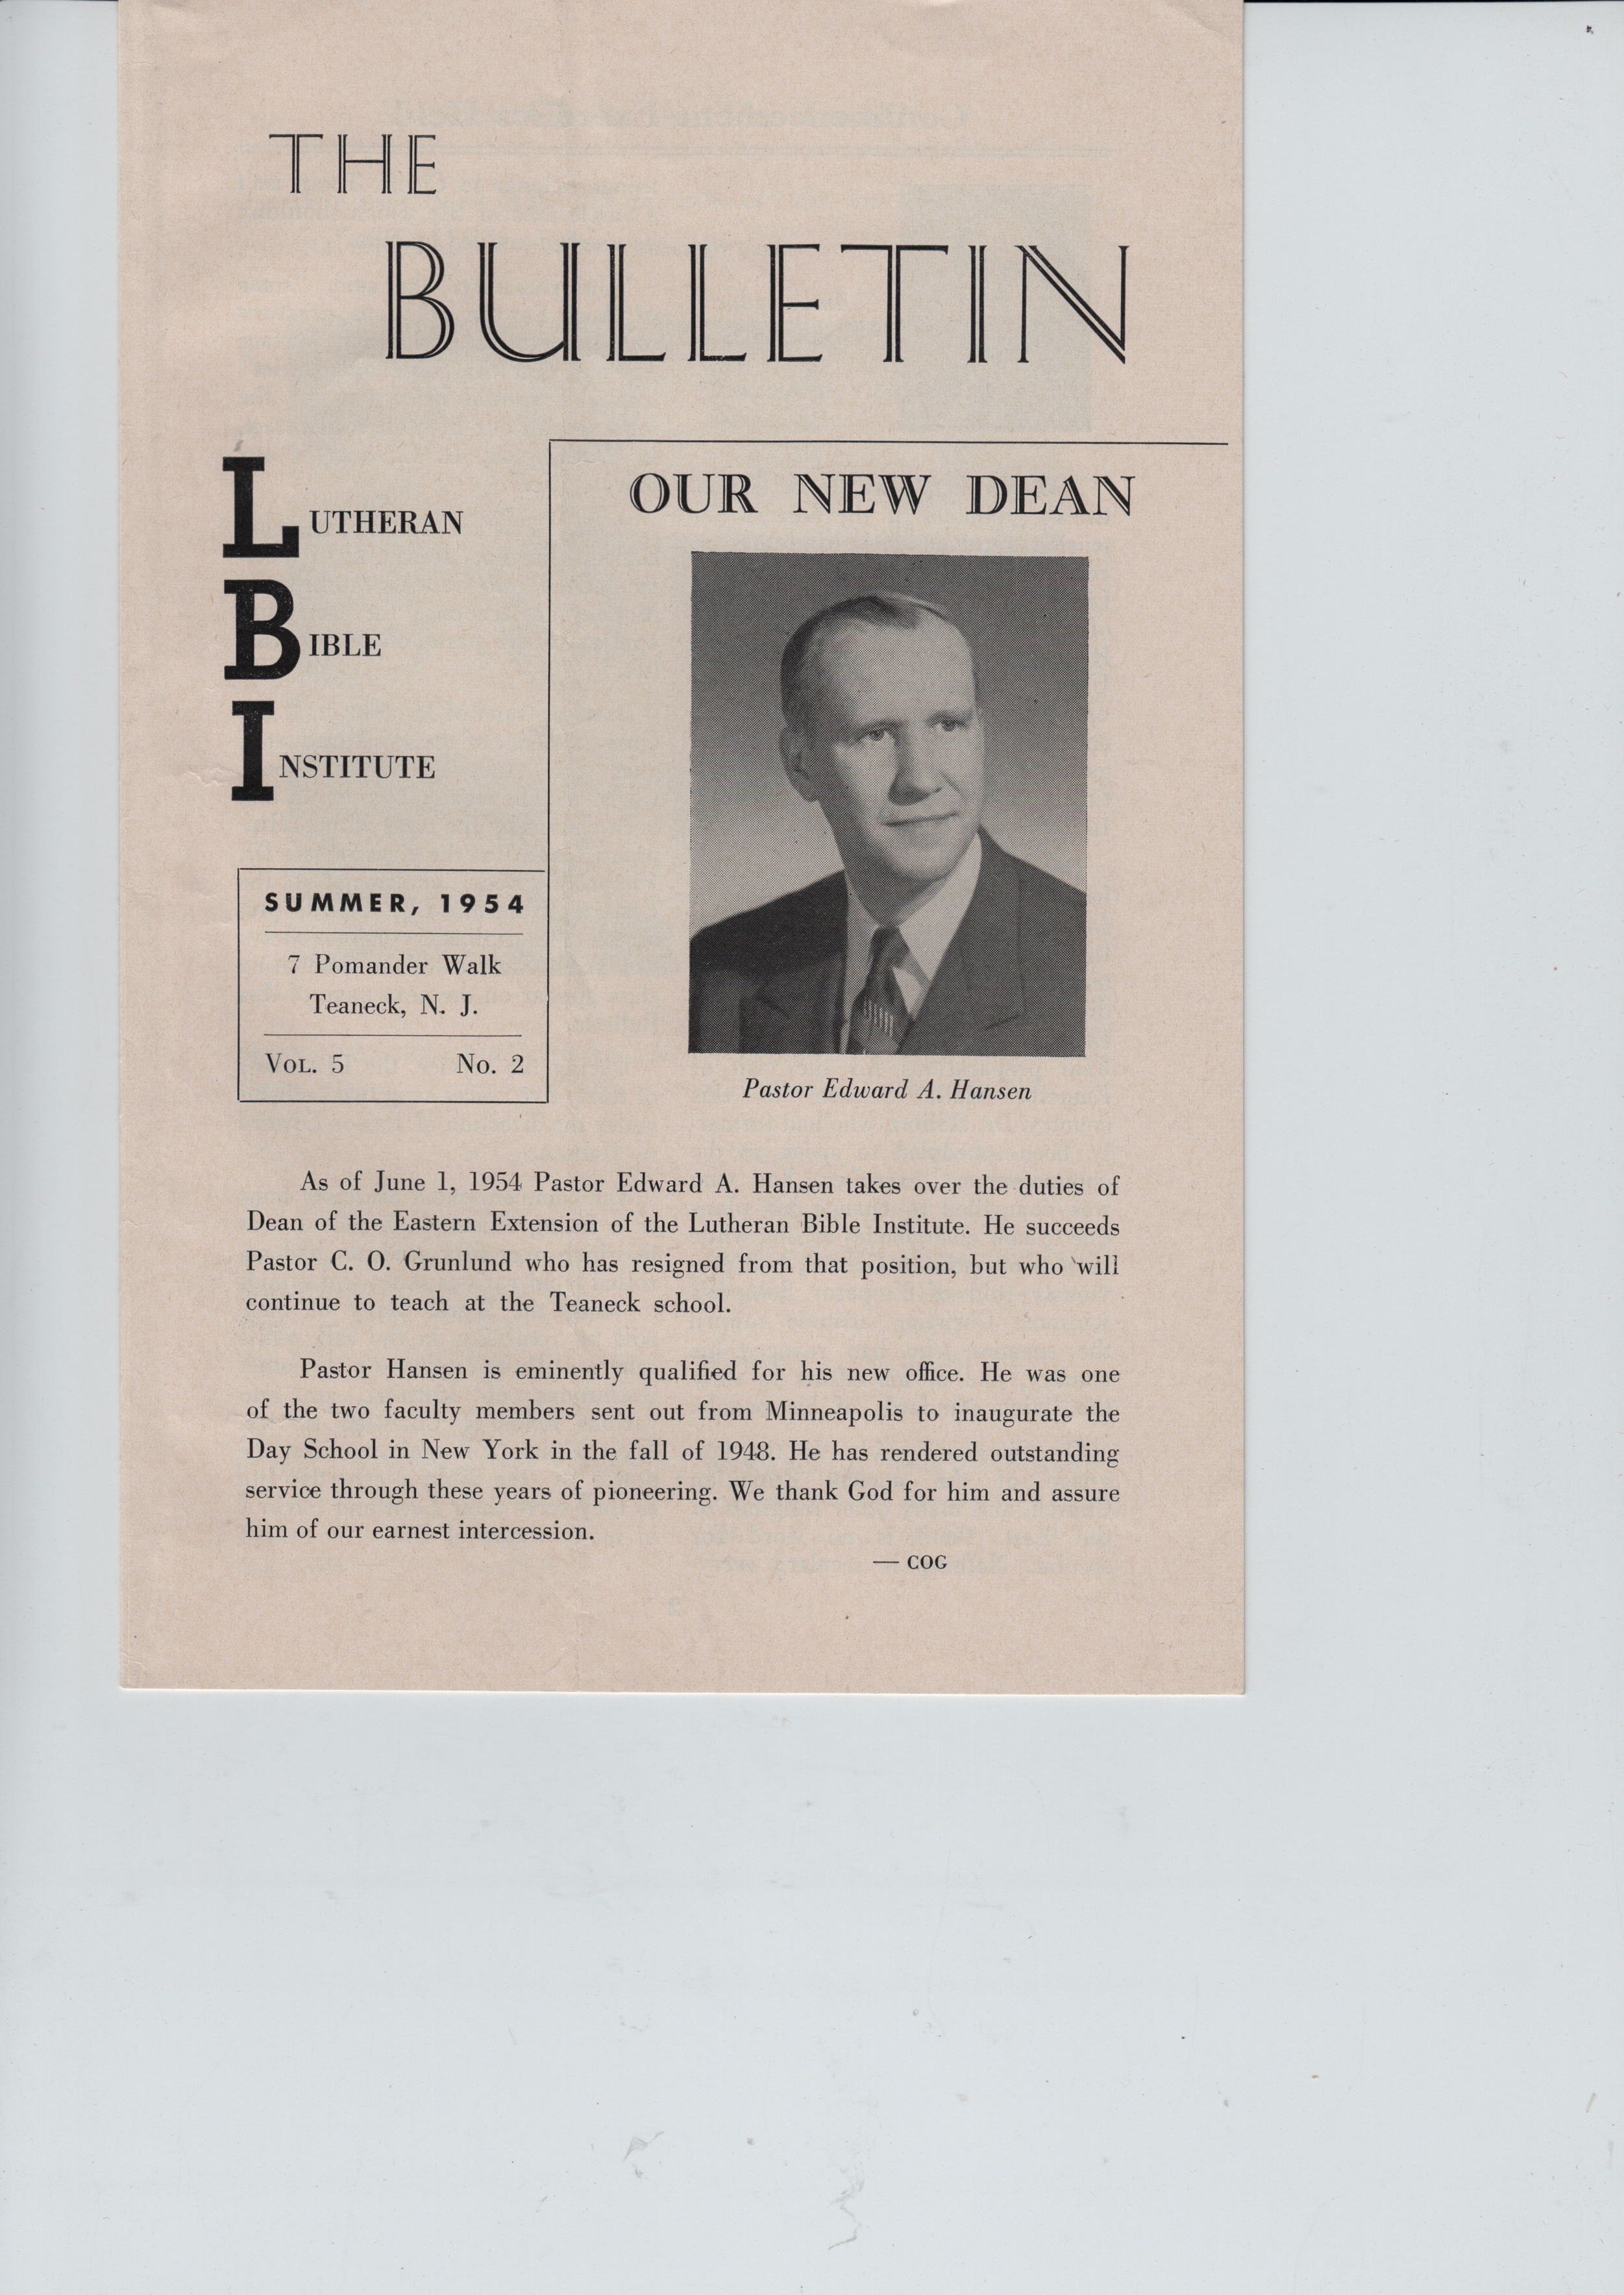 THE
BULLETIN
LUTHERAN
BIBLE
INSTITUTE
SUMMER, 1954
7 Pomander Walk
Teaneck, N. J.
VOL. 5 No. 2
OUR NEW DEAN
Pastor Edward A. Hansen
As of June 1, 1954 Pastor Edward A. Hansen takes over the duties of
Dean of the Eastern Extension of the Lutheran Bible Institute. He succeeds
Pastor C. O. Grunlund who has resigned from that position, but who will
continue to teach at the Teaneck school.
Pastor Hansen is eminently qualified for his new office. He was one
of the two faculty members sent out from Minneapolis to inaugurate the
Day School in New York in the fall of 1948. He has rendered outstanding
service through these years of pioneering. We thank God for him and assure
him of our earnest intercession.
— COG